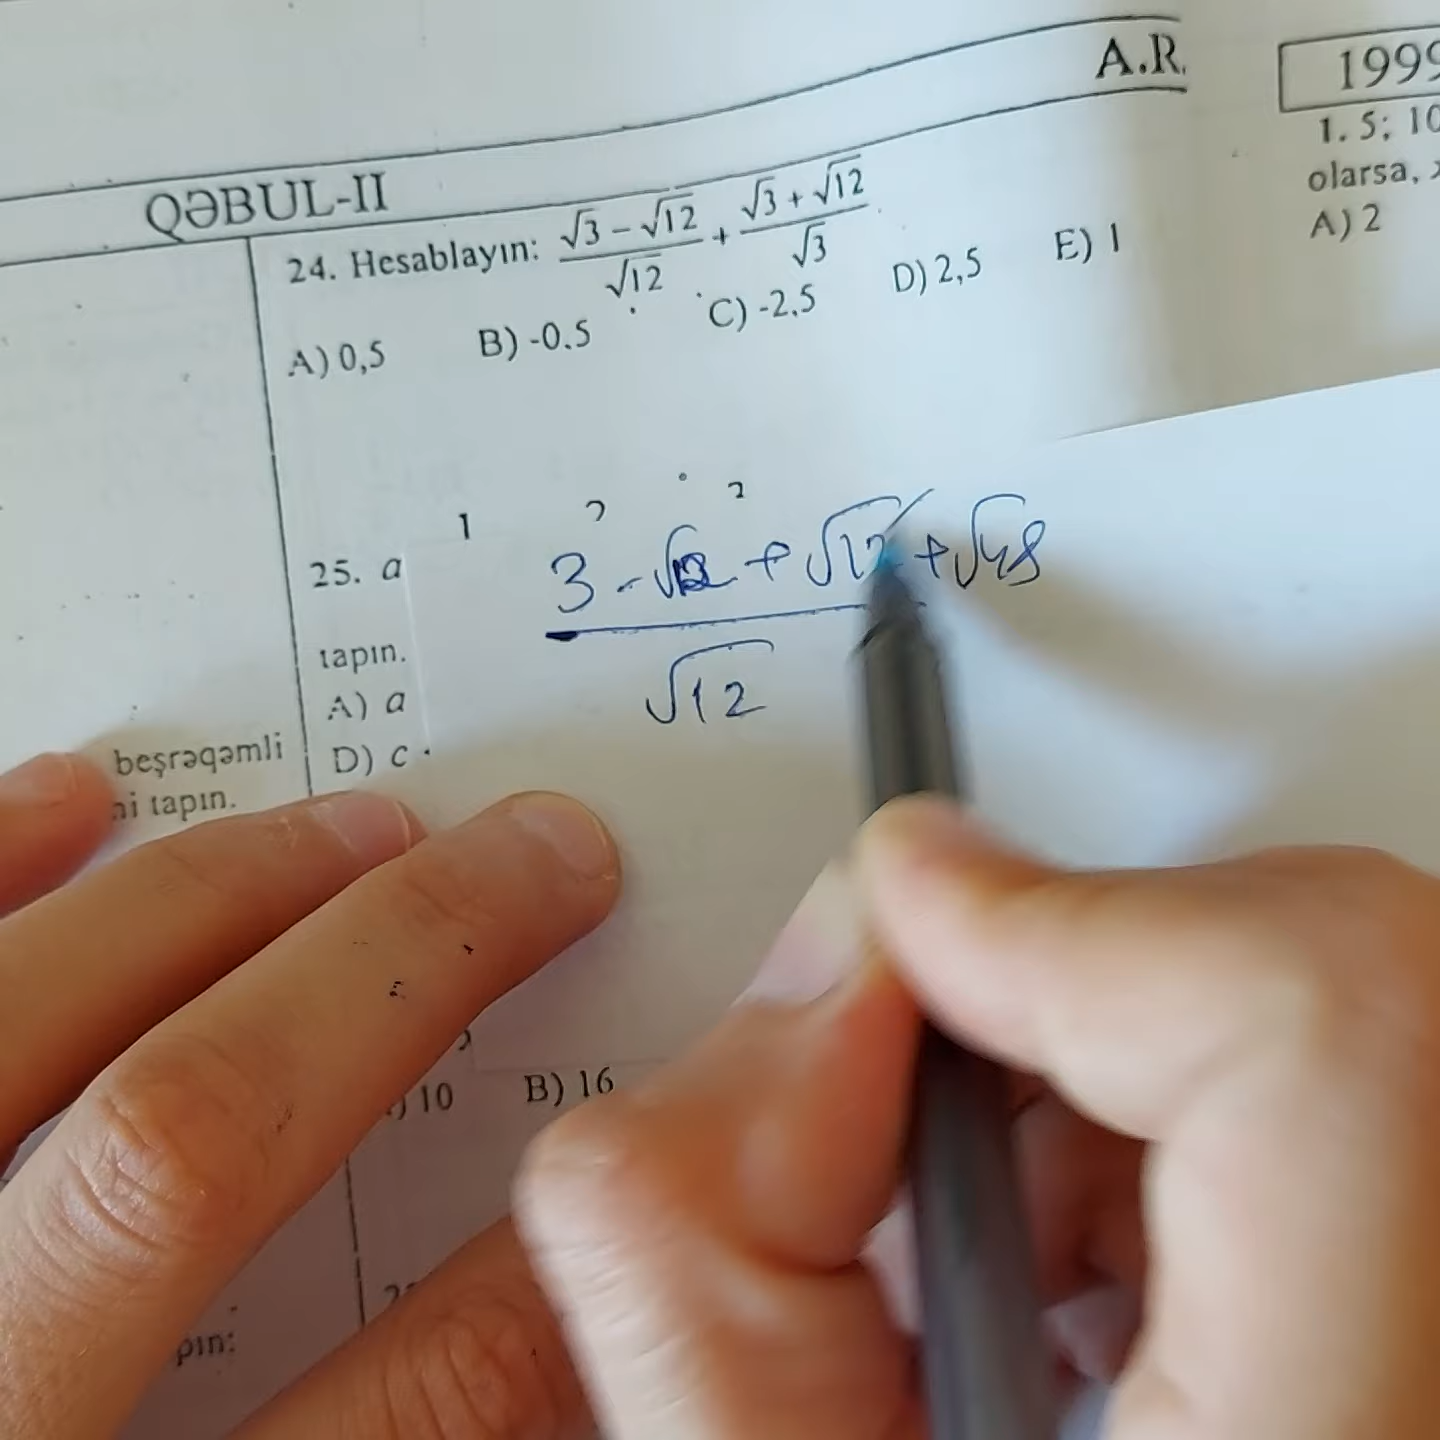 A.R.
1999
QƏBUL-II
24. Hesablayın: √3 − √12 / √12 + √3 + √12 / √3
A) 0,5 B) -0.5 C) -2,5 D) 2,5 E) 1
1. 5; 10
olarsa,
A) 2
1
3 - √12 + √12 + √48
√12
25. a
tapın.
A) a
D) c
beşrəqəmli
ni tapın.
10 B) 16
pın: